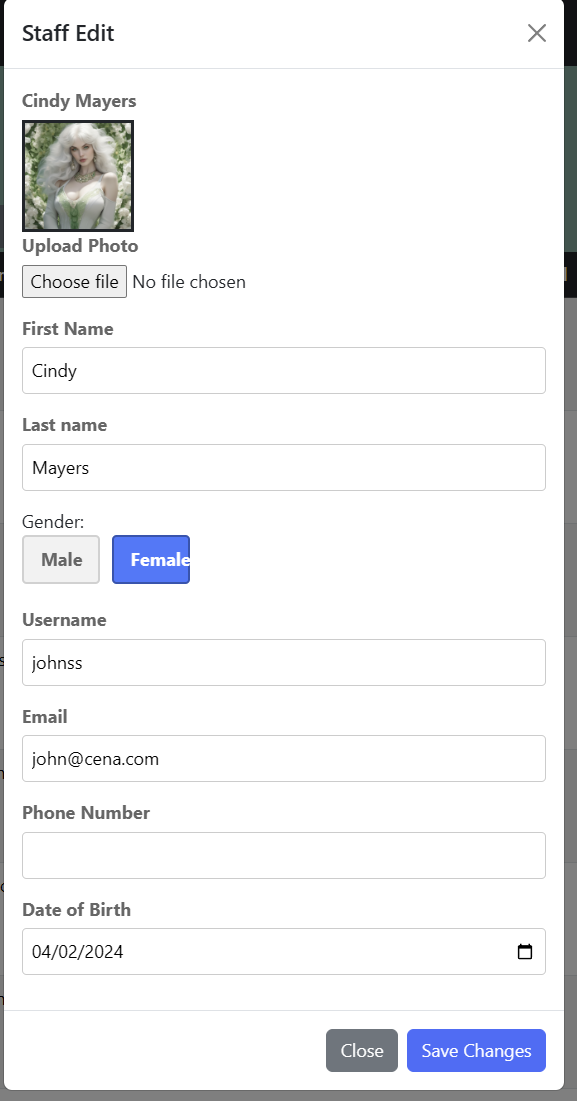 Staff Edit
Cindy Mayers
Upload Photo
Choose file No file chosen
First Name
Cindy
Last name
Mayers
Gender:
Male Female
Username
johnss
Email
john@cena.com
Phone Number
Date of Birth
04/02/2024
Close Save Changes